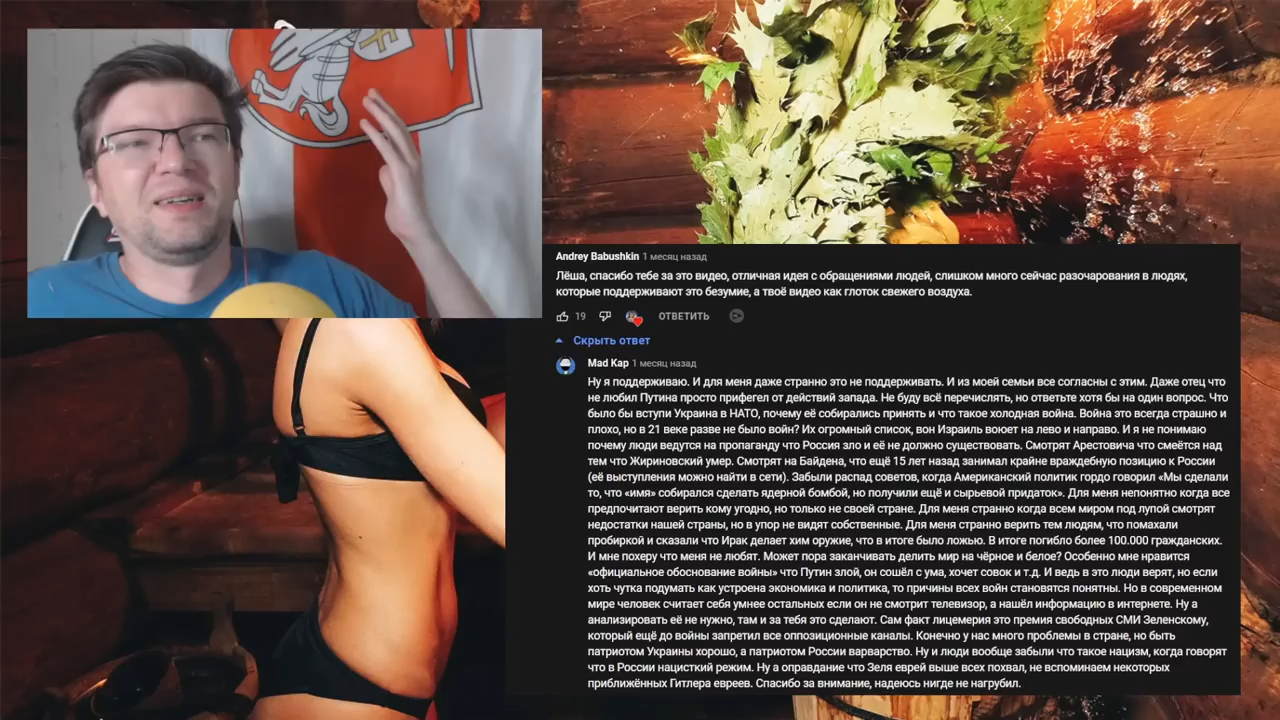 Andrey Babushkin 1 месяц назад
Лёша, спасибо тебе за это видео, отличная идея с обращениями людей, слишком много сейчас разочарования в людях,
которые поддерживают это безумие, а твоё видео как глоток свежего воздуха.
19 ОТВЕТИТЬ
Скрыть ответ
Mad Kap 1 месяц назад
Ну я поддерживаю. И для меня даже странно это не поддерживать. И из моей семьи все согласны с этим. Даже отец что
не любил Путина просто прифегел от действий запада. Не буду всё перечислять, но ответьте хотя бы на один вопрос. Что
было бы вступи Украина в НАТО, почему её собирались принять и что такое холодная война. Война это всегда страшно и
плохо, но в 21 веке разве не было войн? Их огромный список, вон Израиль воюет на лево и направо. И я не понимаю
почему люди ведутся на пропаганду что Россия зло и её не должно существовать. Смотрят Арестовича что смеётся над
тем что Жириновский умер. Смотрят на Байдена, что ещё 15 лет назад занимал крайне враждебную позицию к России
(её выступления можно найти в сети). Забыли распад советов, когда Американский политик гордо говорил «Мы сделали
то, что «имя» собирался сделать ядерной бомбой, но получили ещё и сырьевой придаток». Для меня непонятно когда все
предпочитают верить кому угодно, но только не своей стране. Для меня странно когда всем миром под лупой смотрят
недостатки нашей страны, но в упор не видят собственные. Для меня странно верить тем людям, что помахали
пробиркой и сказали что Ирак делает хим оружие, что в итоге было ложью. В итоге погибло более 100.000 гражданских.
И мне похеру что меня не любят. Может пора заканчивать делить мир на чёрное и белое? Особенно мне нравится
«официальное обоснование войны» что Путин злой, он сошёл с ума, хочет совок и т.д. И ведь в это люди верят, но если
хоть чутка подумать как устроена экономика и политика, то причины всех войн становятся понятны. Но в современном
мире человек считает себя умнее остальных если он не смотрит телевизор, а нашёл информацию в интернете. Ну а
анализировать её не нужно, там и за тебя это сделают. Сам факт лицемерия это премия свободных СМИ Зеленскому,
который ещё до войны запретил все оппозиционные каналы. Конечно у нас много проблемы в стране, но быть
патриотом Украины хорошо, а патриотом России варварство. Ну и люди вообще забыли что такое нацизм, когда говорят
что в России нацисткий режим. Ну а оправдание что Зеля еврей выше всех похвал, не вспоминаем некоторых
приближённых Гитлера евреев. Спасибо за внимание, надеюсь нигде не нагрубил.